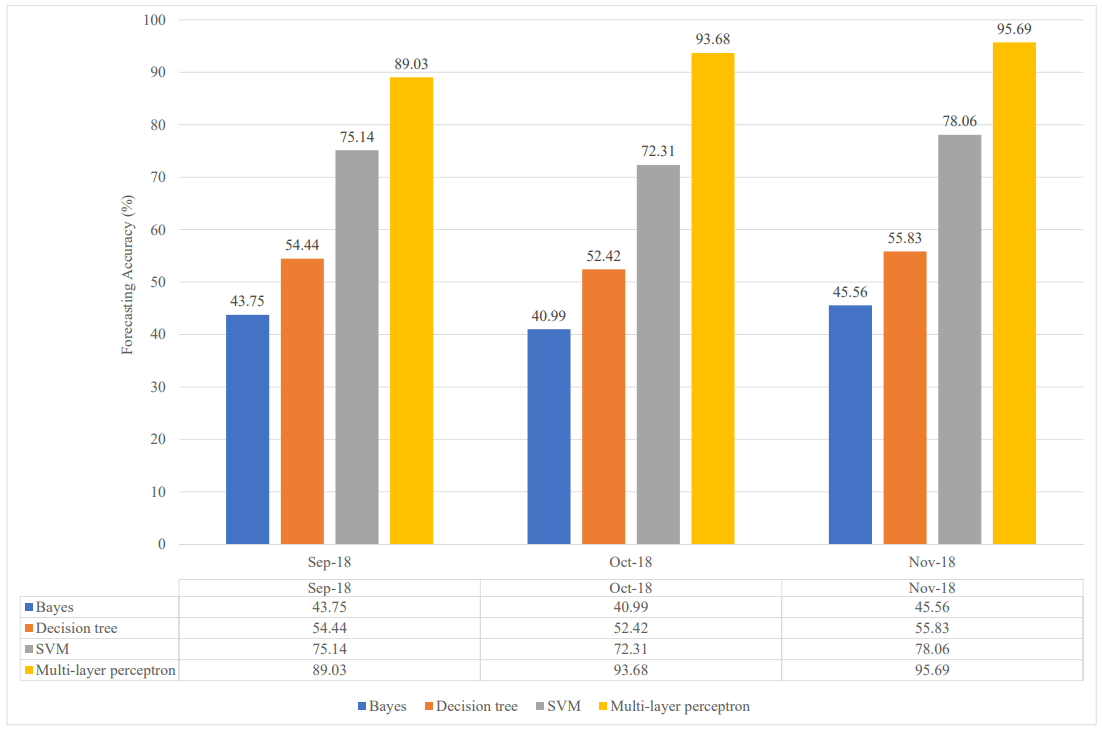 100
90
80
70
60
50
40
30
20
10
0
Forecasting Accuracy (%)
43.75
54.44
75.14
89.03
40.99
52.42
72.31
93.68
45.56
55.83
78.06
95.69
Sep-18 Oct-18 Nov-18
Sep-18 Oct-18 Nov-18
Bayes 43.75 40.99 45.56
Decision tree 54.44 52.42 55.83
SVM 75.14 72.31 78.06
Multi-layer perceptron 89.03 93.68 95.69
Bayes Decision tree SVM Multi-layer perceptron